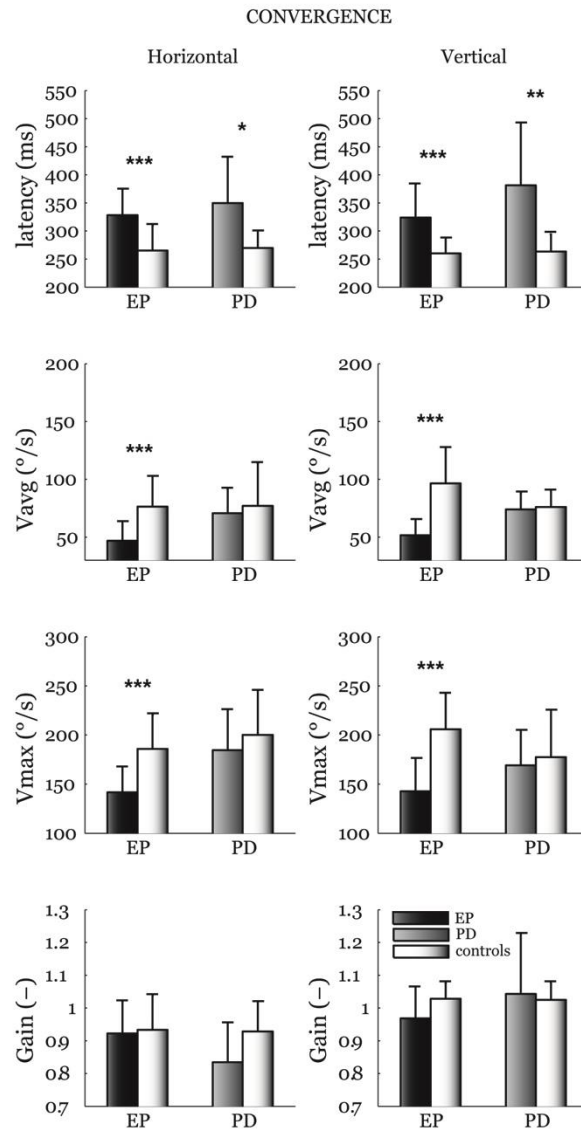 CONVERGENCE
Horizontal
Vertical
latency (ms)
550
500
450
400
350
300
250
200
***
*
EP
PD
latency (ms)
550
500
450
400
350
300
250
200
***
**
EP
PD
Vavg (°/s)
200
150
100
50
***
EP
PD
Vavg (°/s)
200
150
100
50
***
EP
PD
Vmax (°/s)
300
250
200
150
100
***
EP
PD
Vmax (°/s)
300
250
200
150
100
***
EP
PD
Gain (–)
1.3
1.2
1.1
1
0.9
0.8
0.7
EP
PD
Gain (–)
1.3
1.2
1.1
1
0.9
0.8
0.7
EP
PD
controls
EP
PD